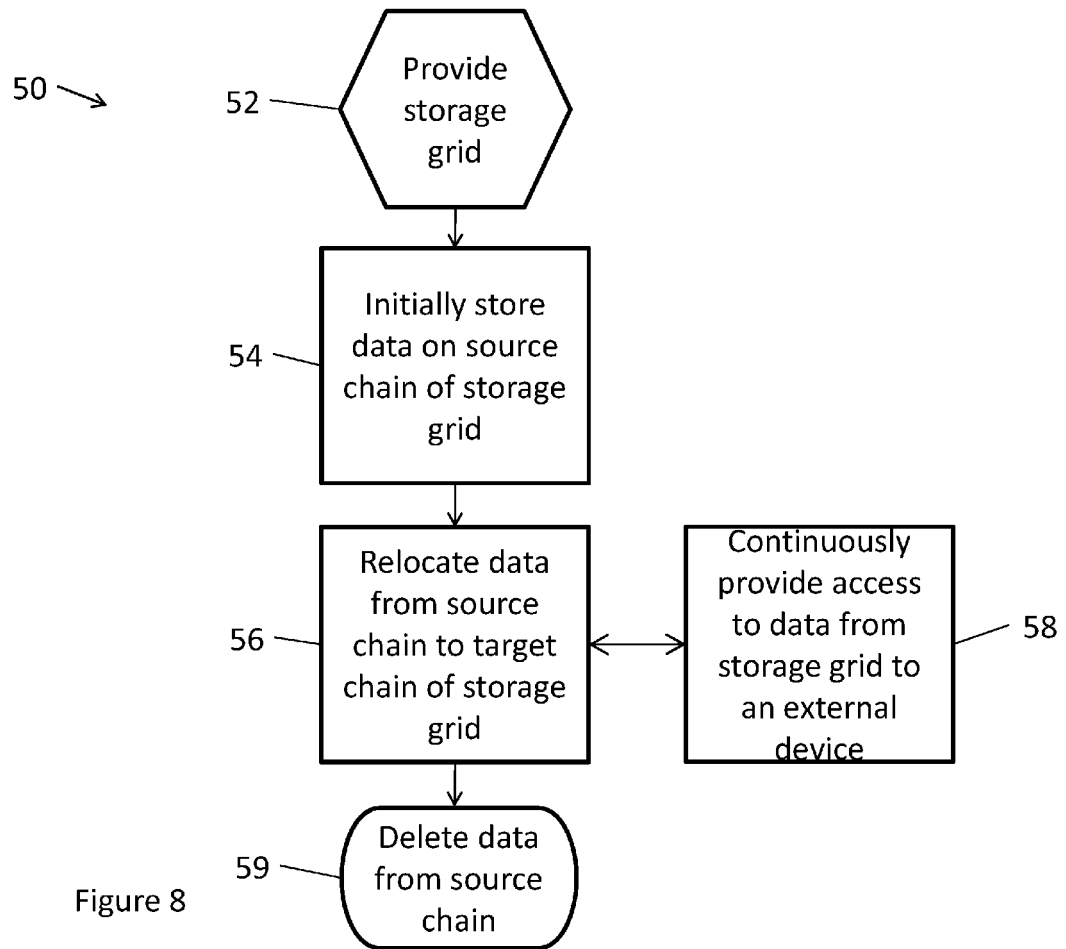 50
52
Provide
storage
grid
54
Initially store
data on source
chain of storage
grid
56
Relocate data
from source
chain to target
chain of storage
grid
Continuously
provide access
to data from
storage grid to
an external
device
58
59
Delete data
from source
chain
Figure 8